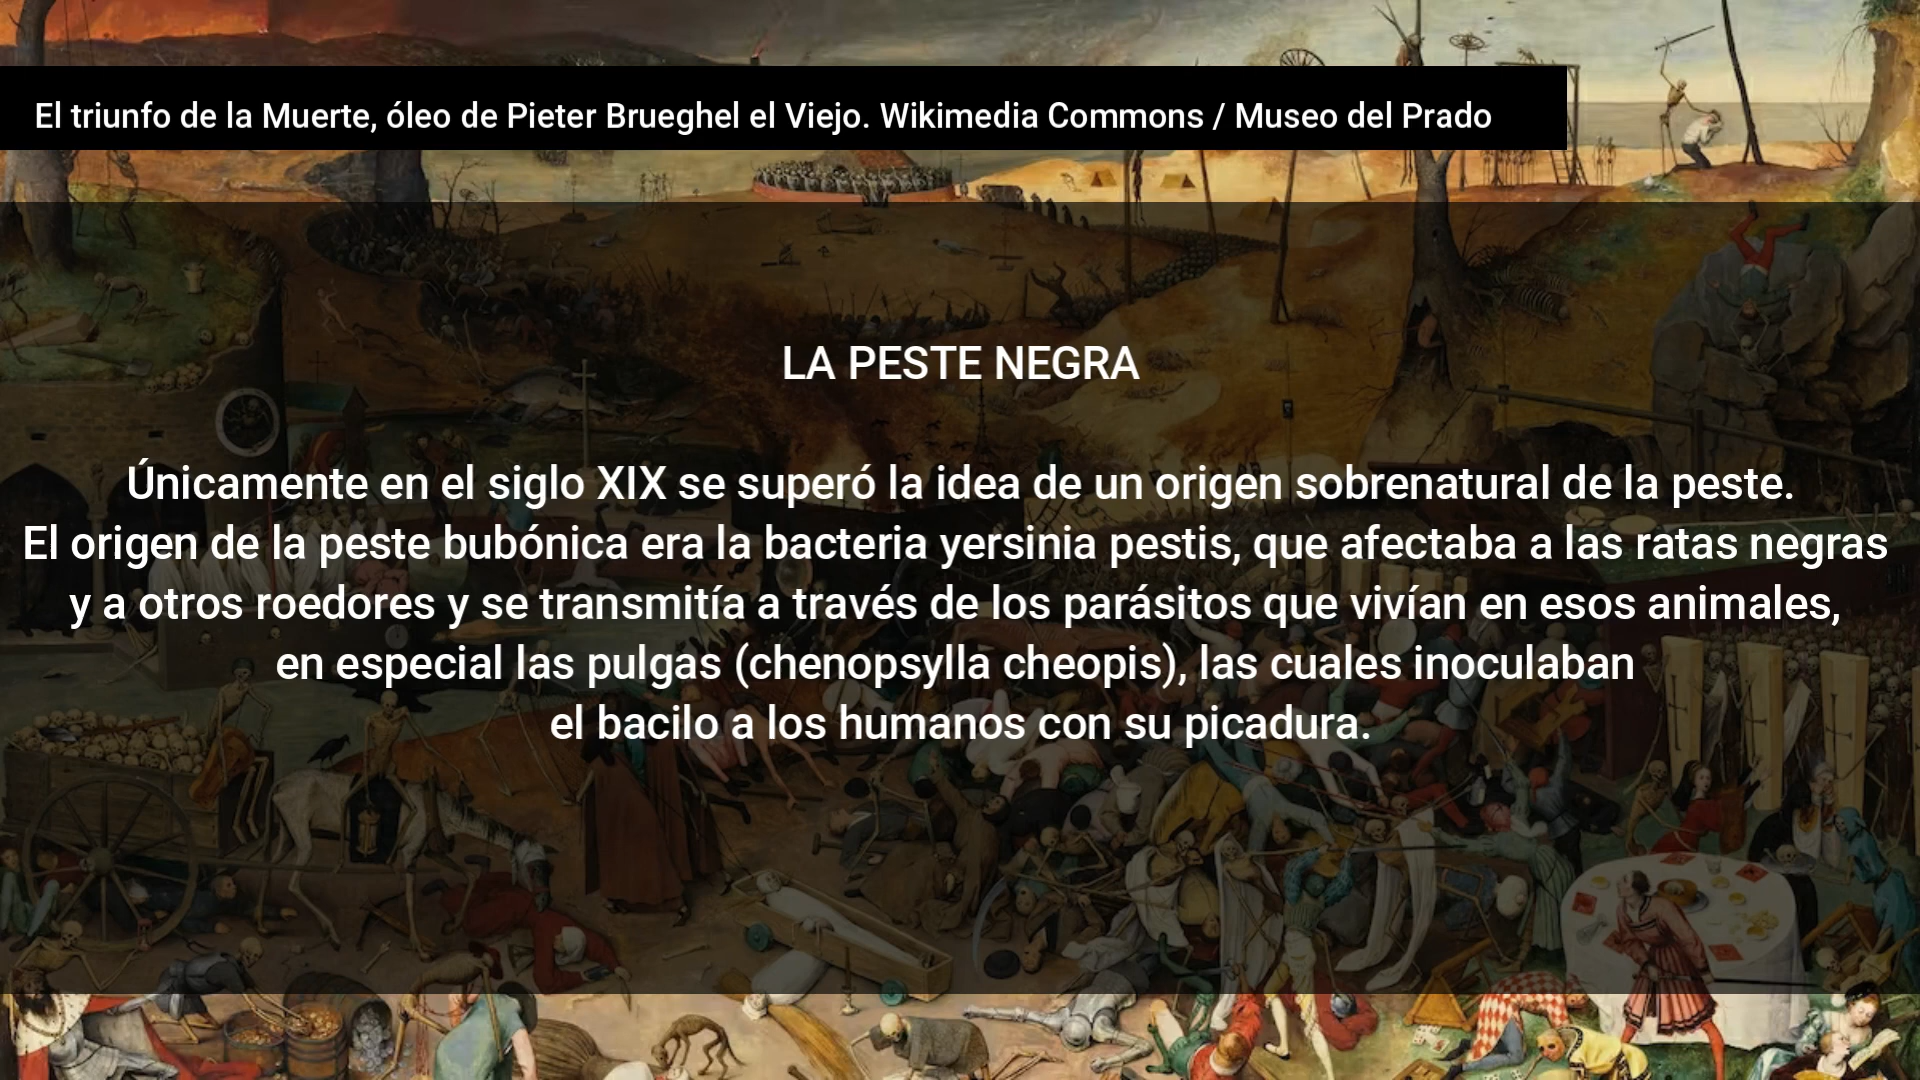 El triunfo de la Muerte, óleo de Pieter Brueghel el Viejo. Wikimedia Commons / Museo del Prado
LA PESTE NEGRA
Únicamente en el siglo XIX se superó la idea de un origen sobrenatural de la peste.
El origen de la peste bubónica era la bacteria yersinia pestis, que afectaba a las ratas negras
y a otros roedores y se transmitía a través de los parásitos que vivían en esos animales,
en especial las pulgas (chenopsylla cheopis), las cuales inoculaban
el bacilo a los humanos con su picadura.